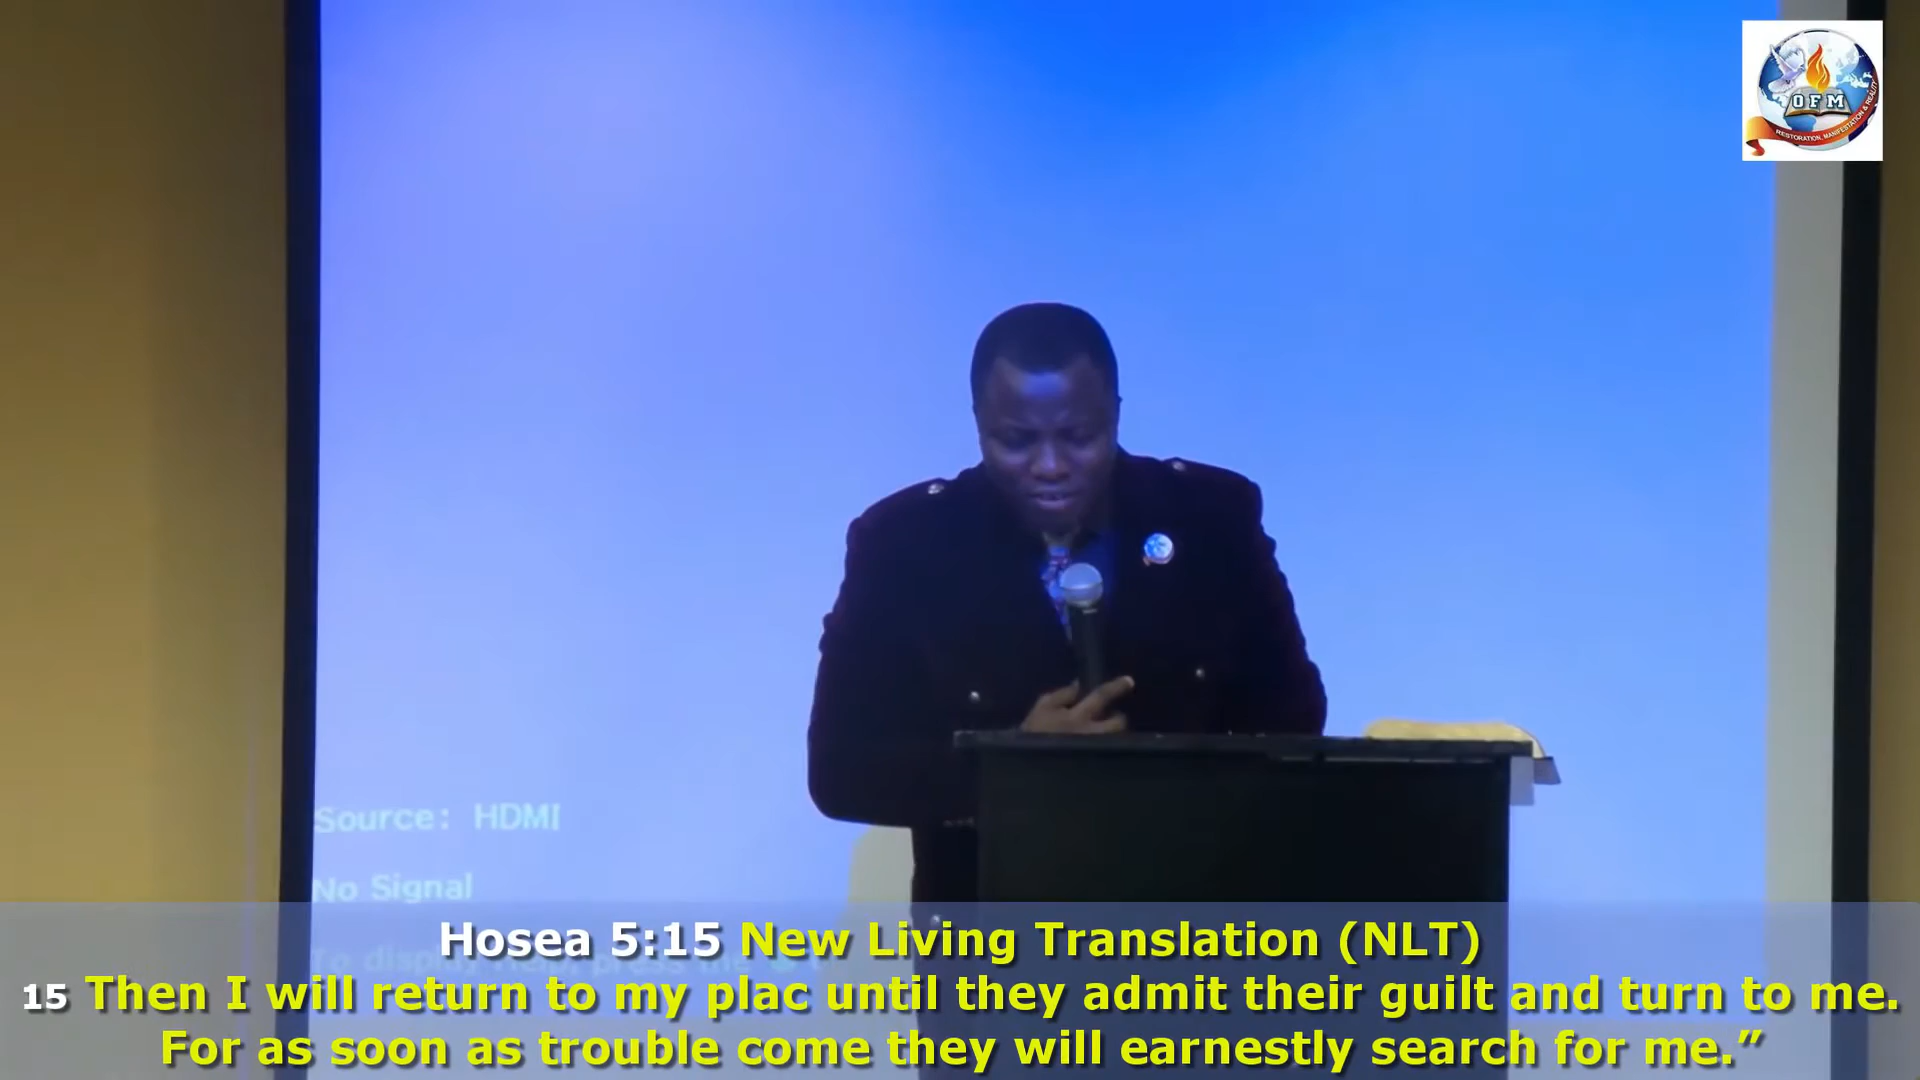 OFM
RESTORATION, MANIFESTATION & REALITY
Source: HDMI
No Signal
Hosea 5:15 New Living Translation (NLT)
15 Then I will return to my plac until they admit their guilt and turn to me.
For as soon as trouble come they will earnestly search for me.”